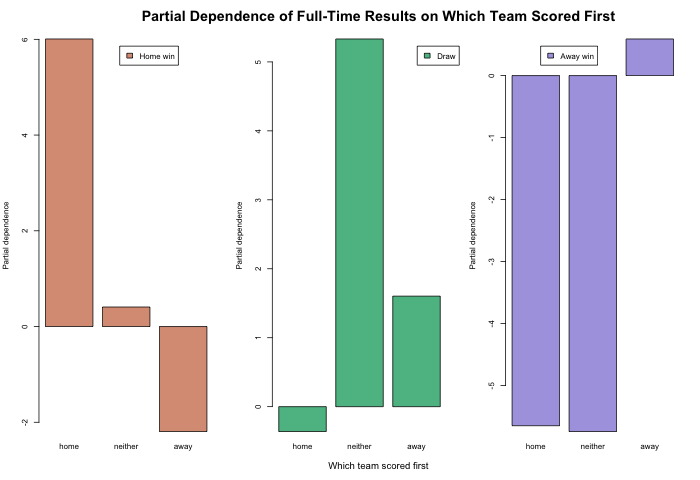 Partial Dependence of Full-Time Results on Which Team Scored First
Home win
Partial dependence
6
4
2
0
-2
home neither away
Draw
Partial dependence
5
4
3
2
1
0
home neither away
Which team scored first
Away win
Partial dependence
0
-1
-2
-3
-4
-5
home neither away